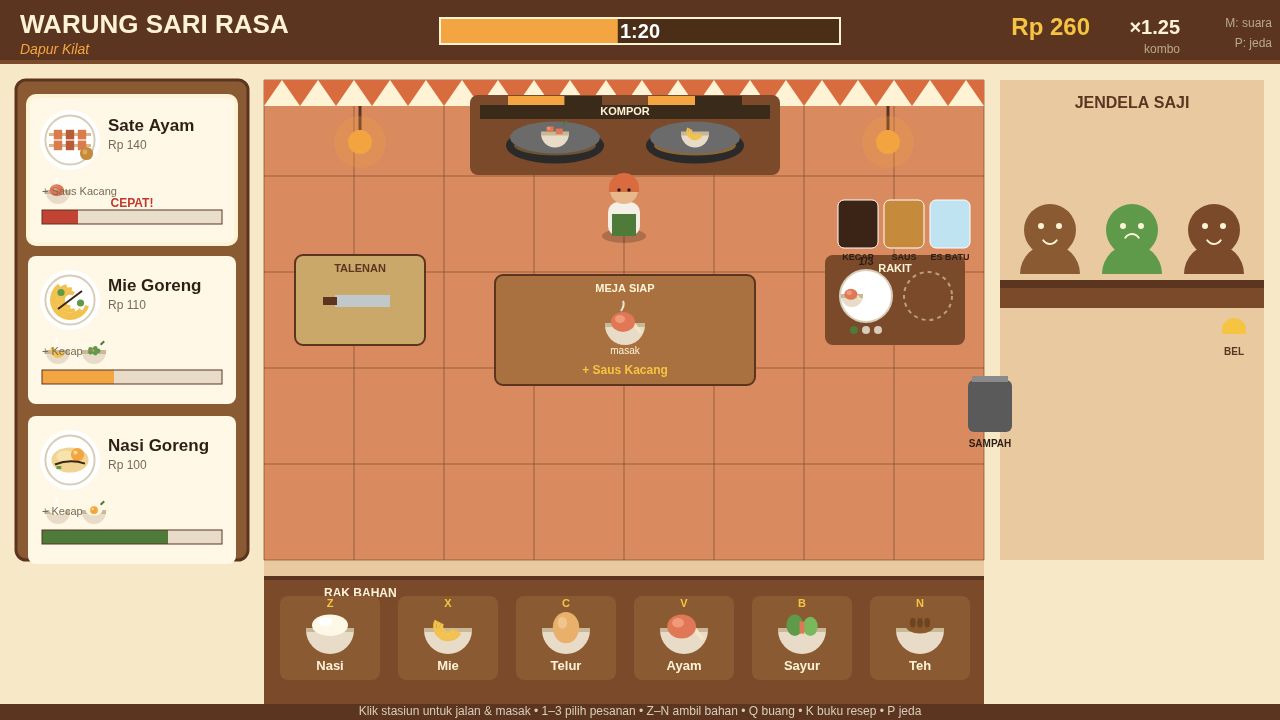 WARUNG SARI RASA
Dapur Kilat
1:20
Rp 260
×1.25
kombo
M: suara
P: jeda
Sate Ayam
Rp 140
+ Saus Kacang
CEPAT!
Mie Goreng
Rp 110
+ Kecap
Nasi Goreng
Rp 100
+ Kecap
KOMPOR
TALENAN
MEJA SIAP
masak
+ Saus Kacang
KECAP
SAUS
ES BATU
1/3
RAKIT
JENDELA SAJI
BEL
SAMPAH
RAK BAHAN
Z
Nasi
X
Mie
C
Telur
V
Ayam
B
Sayur
N
Teh
Klik stasiun untuk jalan & masak • 1–3 pilih pesanan • Z–N ambil bahan • Q buang • K buku resep • P jeda